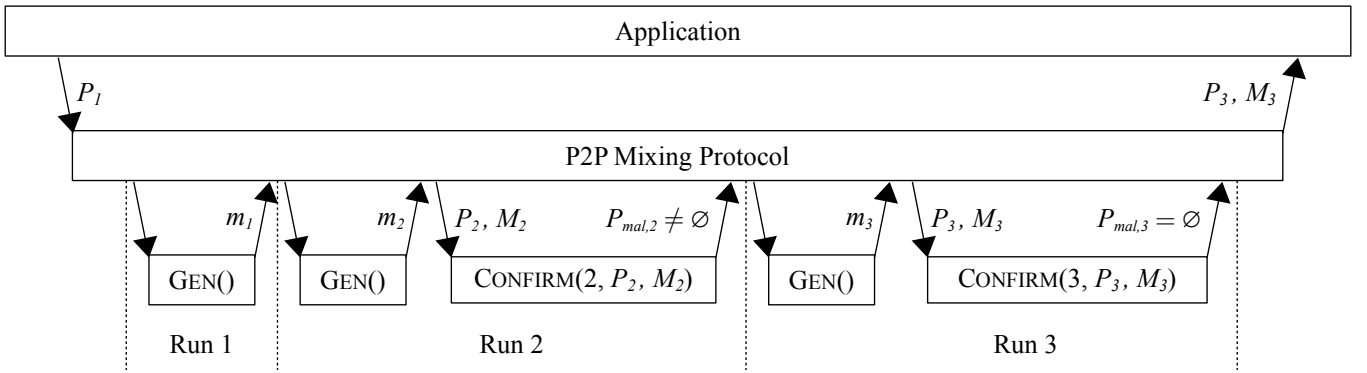 Application
P₁
P₃, M₃
P2P Mixing Protocol
m₁
m₂
P₂, M₂
Pₘₐₗ,₂ ≠ ∅
m₃
P₃, M₃
Pₘₐₗ,₃ = ∅
GEN()
GEN()
CONFIRM(2, P₂, M₂)
GEN()
CONFIRM(3, P₃, M₃)
Run 1
Run 2
Run 3